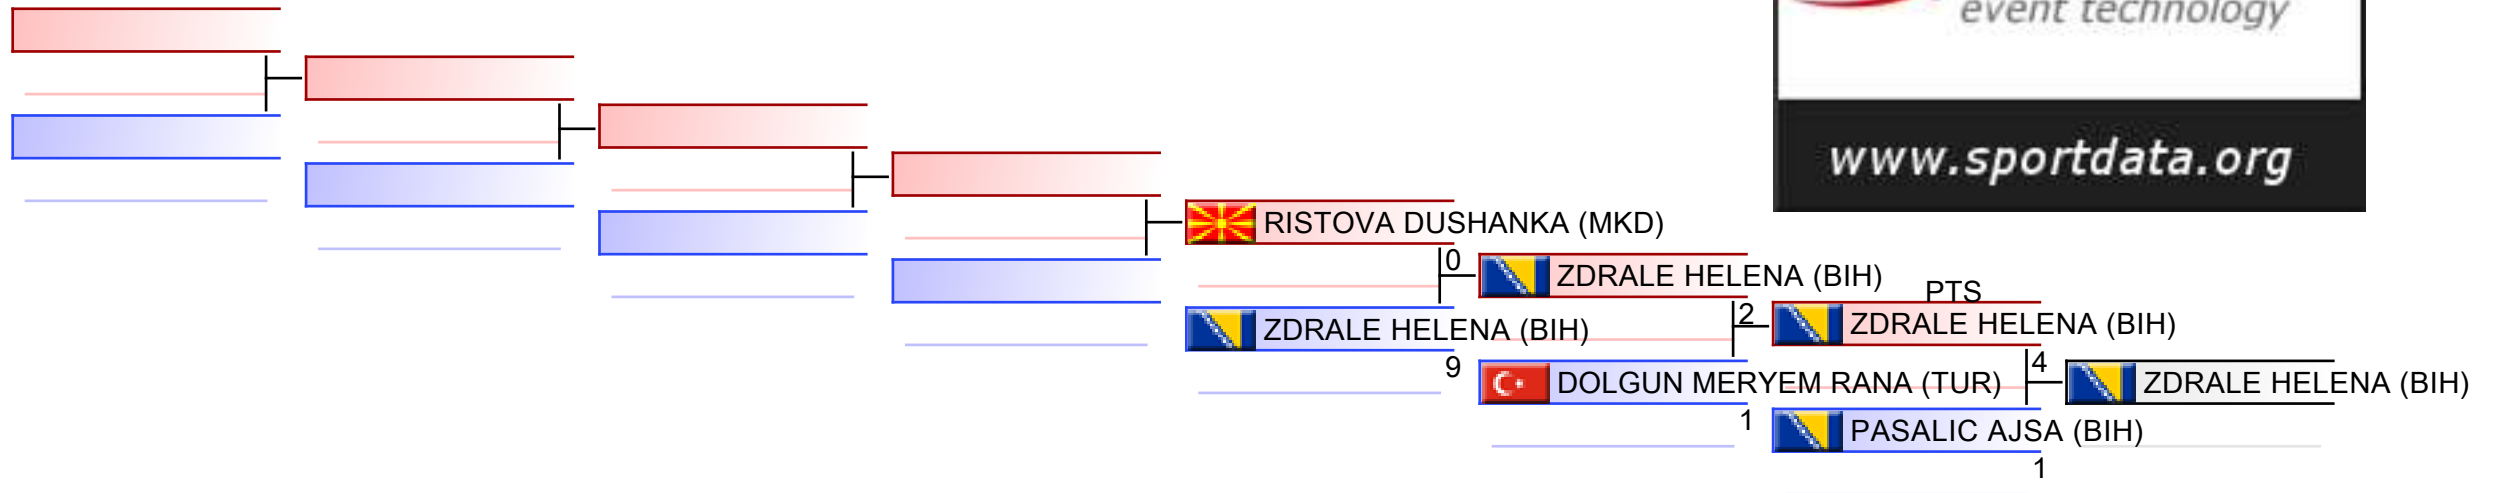 event technology
www.sportdata.org
RISTOVA DUSHANKA (MKD)
0
ZDRALE HELENA (BIH)
PTS
2
ZDRALE HELENA (BIH)
ZDRALE HELENA (BIH)
9
4
DOLGUN MERYEM RANA (TUR)
ZDRALE HELENA (BIH)
1
PASALIC AJSA (BIH)
1